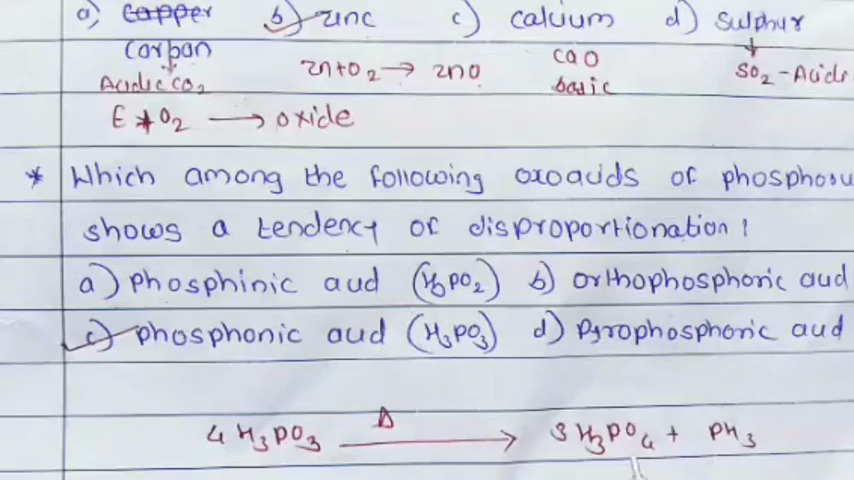 a) Copper b) zinc c) calcium d) sulphur
Carbon Zn+O2 → ZnO CaO SO2-Acidi
Acidic CO2 basic
E + O2 → oxide
* Which among the following oxoacids of phosphosu
shows a tendency of disproportionation!
a) phosphinic acid (H3PO2) b) orthophosphoric acid
c) phosphonic acid (H3PO3) d) Pyrophosphoric acid
4 H3PO3 Δ → 3 H3PO4 + PH3